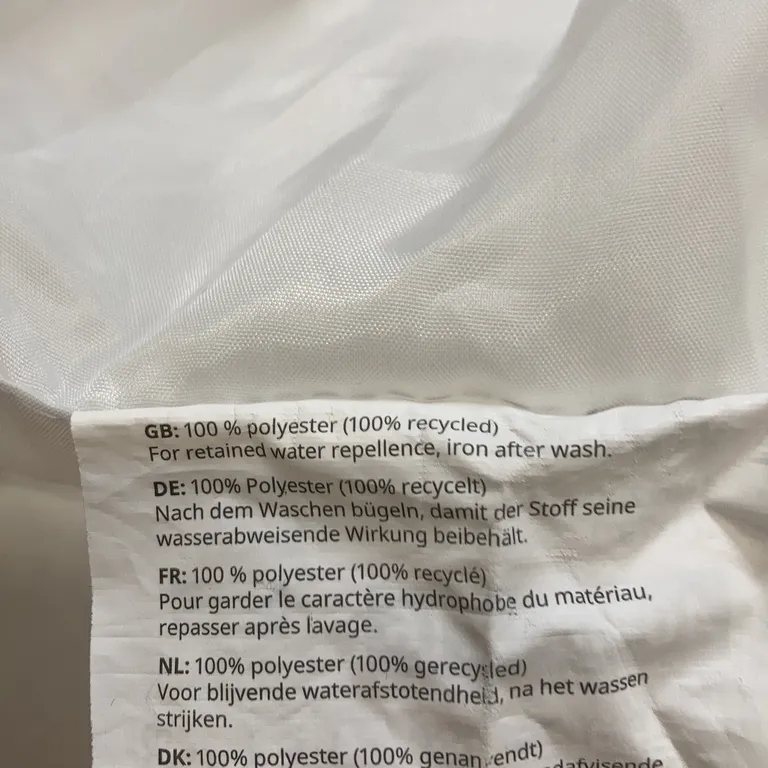 GB: 100 % polyester (100% recycled)
For retained water repellence, iron after wash.
DE: 100% Polyester (100% recycelt)
Nach dem Waschen bügeln, damit der Stoff seine
wasserabweisende Wirkung beibehält.
FR: 100 % polyester (100% recyclé)
Pour garder le caractère hydrophobe du matériau,
repasser après lavage.
NL: 100% polyester (100% gerecycled)
Voor blijvende waterafstotendheid, na het wassen
strijken.
DK: 100% polyester (100% genanvendt)